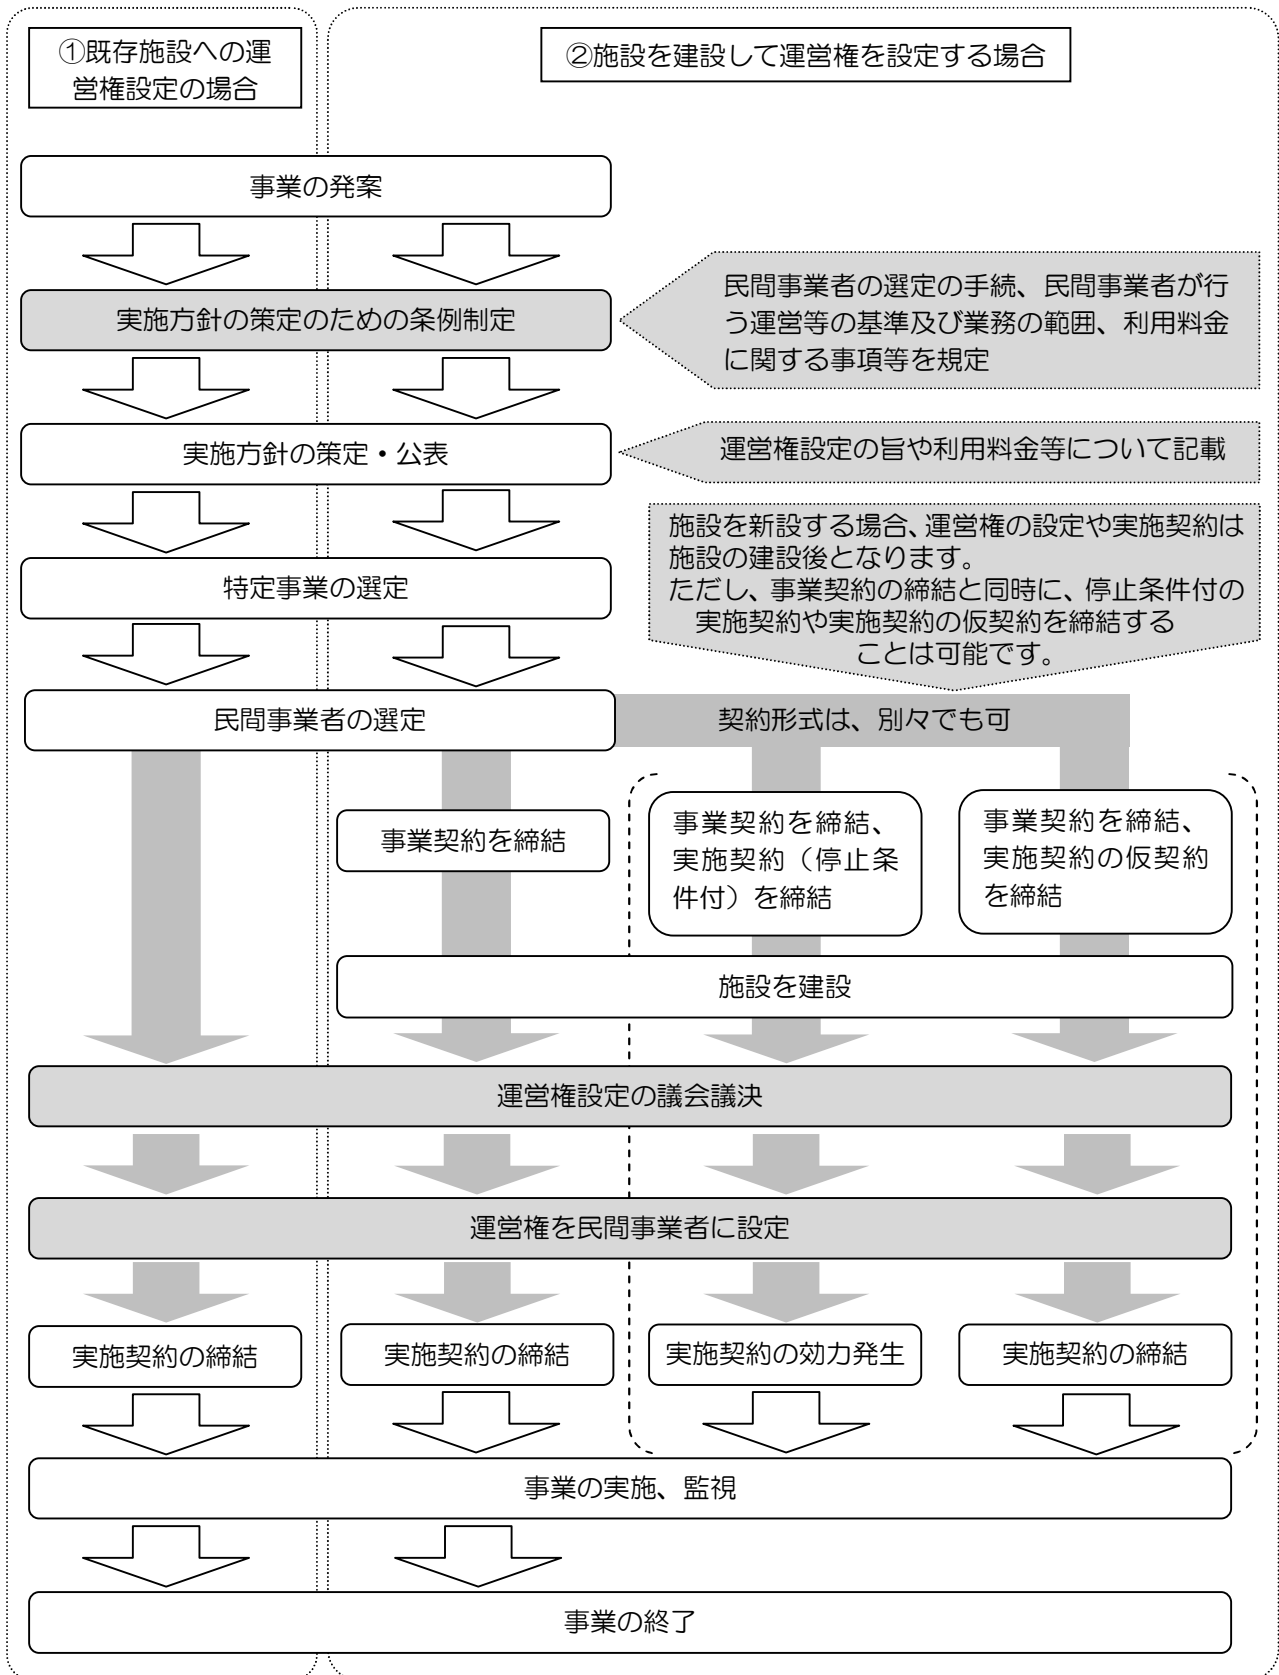 ①既存施設への運
営権設定の場合
②施設を建設して運営権を設定する場合
事業の発案
実施方針の策定のための条例制定
民間事業者の選定の手続、民間事業者が行
う運営等の基準及び業務の範囲、利用料金
に関する事項等を規定
実施方針の策定・公表
運営権設定の旨や利用料金等について記載
施設を新設する場合、運営権の設定や実施契約は
施設の建設後となります。
ただし、事業契約の締結と同時に、停止条件付の
実施契約や実施契約の仮契約を締結する
ことは可能です。
特定事業の選定
民間事業者の選定
契約形式は、別々でも可
事業契約を締結
事業契約を締結、
実施契約(停止条
件付)を締結
事業契約を締結、
実施契約の仮契約
を締結
施設を建設
運営権設定の議会議決
運営権を民間事業者に設定
実施契約の締結
実施契約の締結
実施契約の効力発生
実施契約の締結
事業の実施、監視
事業の終了